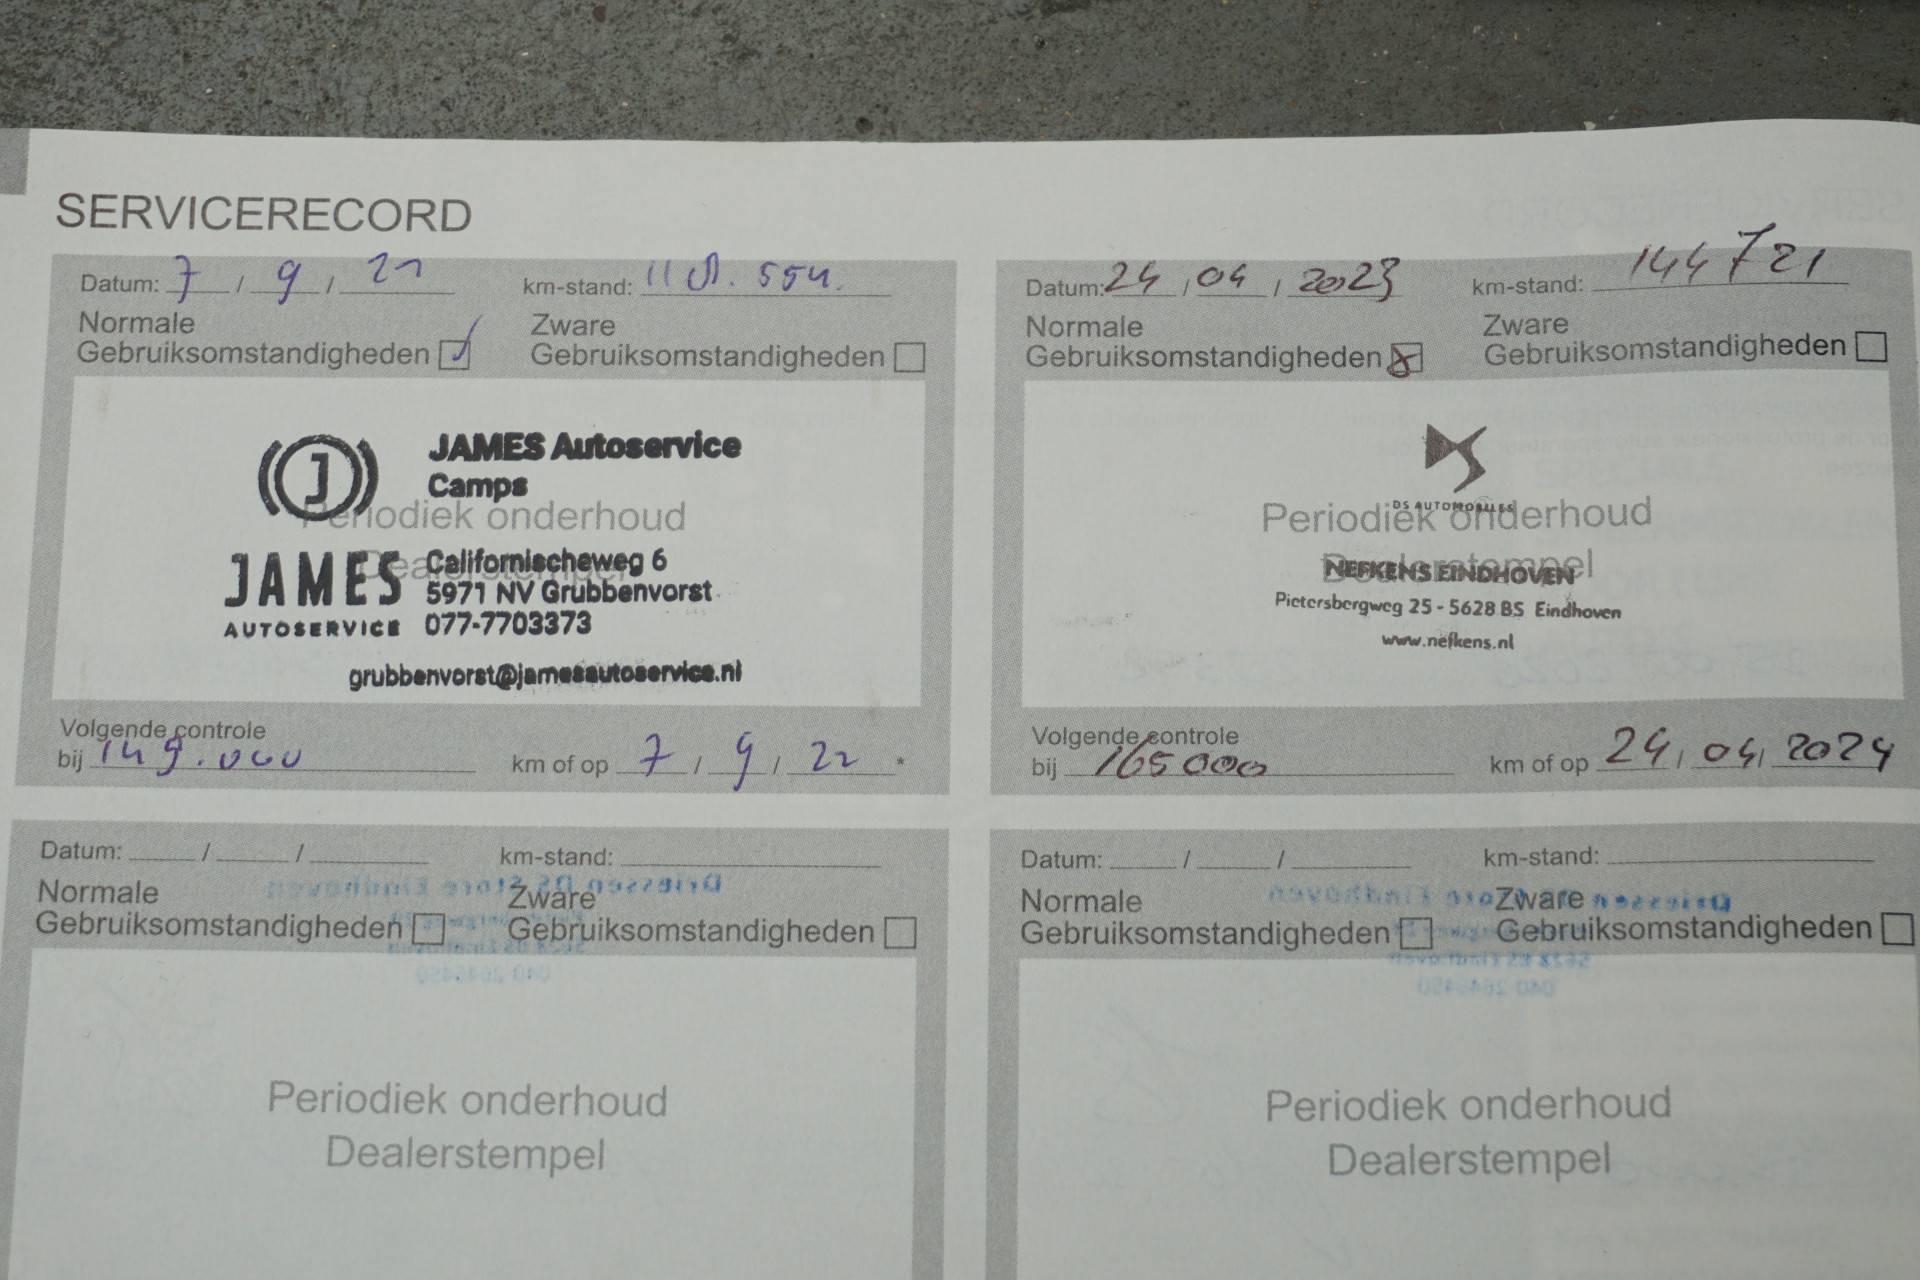 SERVICERECORD
Datum: 7 / 9 / 21 km-stand: 118.554.
Normale Zware
Gebruiksomstandigheden Gebruiksomstandigheden
JAMES Autoservice
Camps
Periodiek onderhoud
Dealerstempel
JAMES Californischeweg 6
5971 NV Grubbenvorst
AUTOSERVICE 077-7703373
grubbenvorst@jamesautoservice.nl
Volgende controle
bij 149.000 km of op 7 / 9 / 22 *
Datum: 24 / 04 / 2023 km-stand: 144721
Normale Zware
Gebruiksomstandigheden Gebruiksomstandigheden
DS AUTOMOBILES
Periodiek onderhoud
Dealerstempel
NEFKENS EINDHOVEN
Pietersbergweg 25 - 5628 BS Eindhoven
www.nefkens.nl
Volgende controle
bij 165000 km of op 24 / 04 / 2024
Datum: / / km-stand:
Normale Zware
Gebruiksomstandigheden Gebruiksomstandigheden
Periodiek onderhoud
Dealerstempel
Datum: / / km-stand:
Normale Zware
Gebruiksomstandigheden Gebruiksomstandigheden
Periodiek onderhoud
Dealerstempel